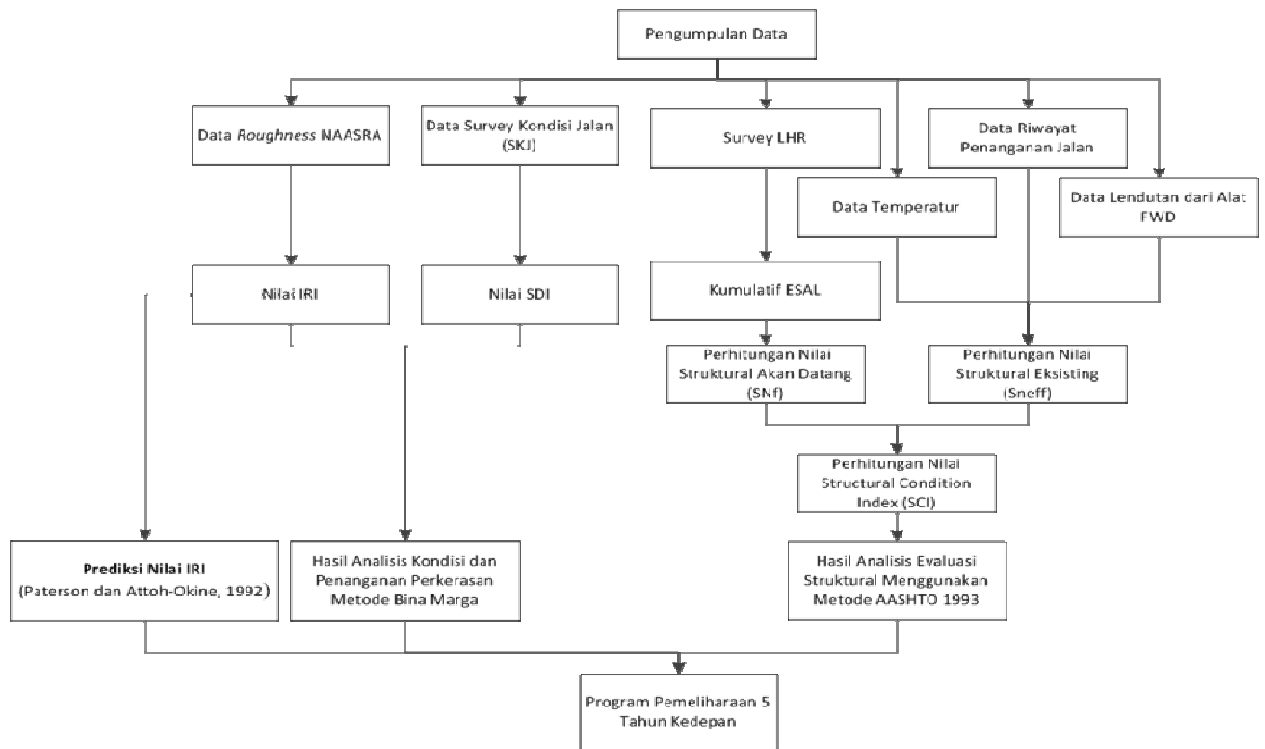 Pengumpulan Data
Data Roughness NAASRA
Data Survey Kondisi Jalan
(SKJ)
Survey LHR
Data Riwayat
Penanganan Jalan
Data Temperatur
Data Lendutan dari Alat
FWD
Nilai IRI
Nilai SDI
Kumulatif ESAL
Perhitungan Nilai
Struktural Akan Datang
(SNf)
Perhitungan Nilai
Struktural Eksisting
(Sneff)
Perhitungan Nilai
Structural Condition
Index (SCI)
Prediksi Nilai IRI
(Paterson dan Attoh-Okine, 1992)
Hasil Analisis Kondisi dan
Penanganan Perkerasan
Metode Bina Marga
Hasil Analisis Evaluasi
Struktural Menggunakan
Metode AASHTO 1993
Program Pemeliharaan 5
Tahun Kedepan